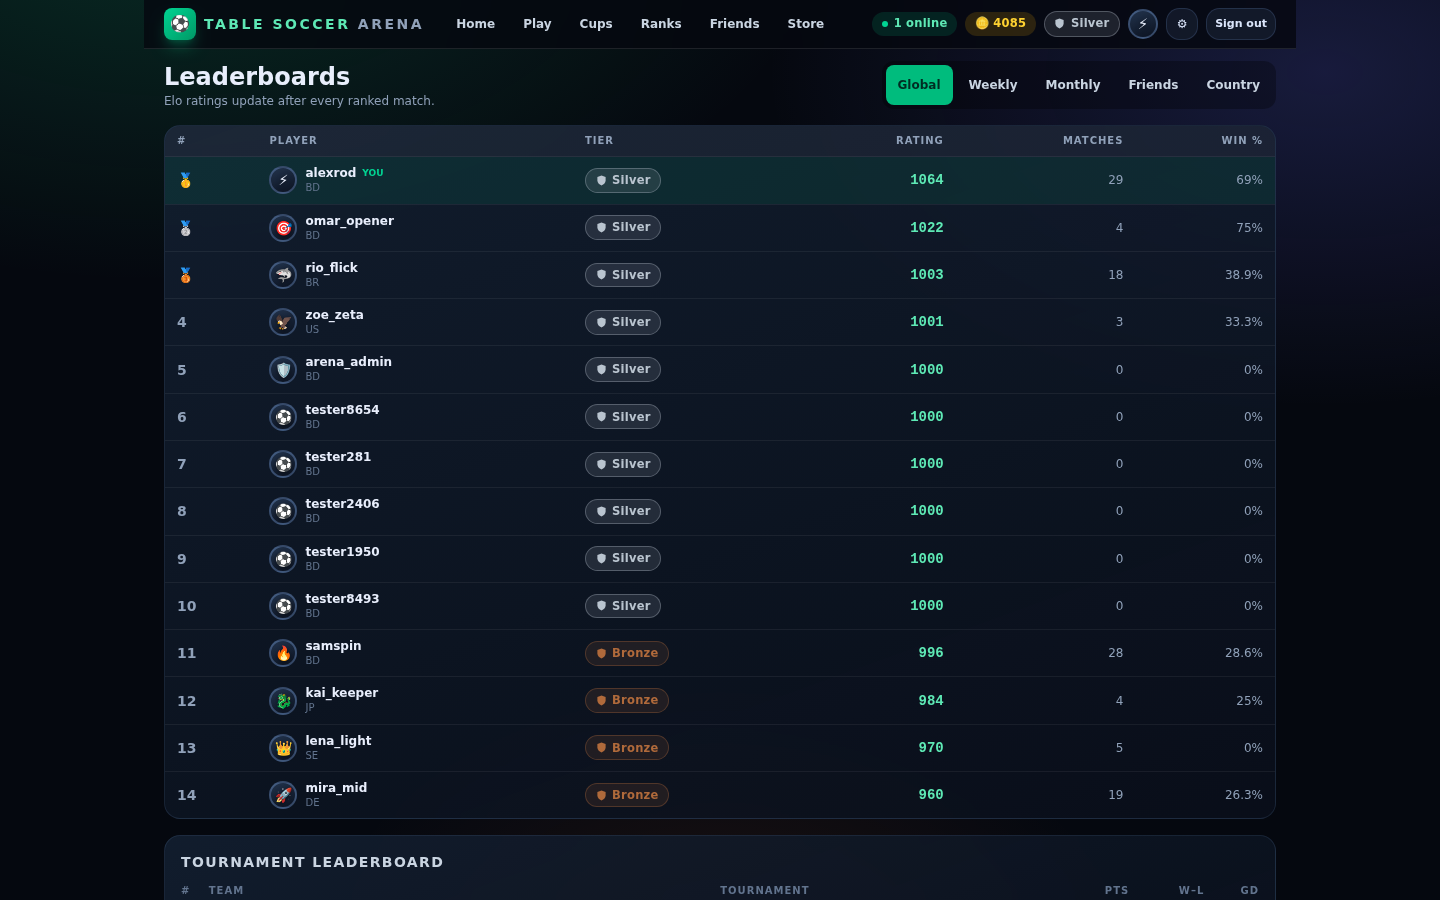 TABLE SOCCER ARENA Home Play Cups Ranks Friends Store 1 online 4085 Silver Sign out
Leaderboards
Elo ratings update after every ranked match.
Global Weekly Monthly Friends Country
# PLAYER TIER RATING MATCHES WIN %
alexrod YOU BD Silver 1064 29 69%
omar_opener BD Silver 1022 4 75%
rio_flick BR Silver 1003 18 38.9%
4 zoe_zeta US Silver 1001 3 33.3%
5 arena_admin BD Silver 1000 0 0%
6 tester8654 BD Silver 1000 0 0%
7 tester281 BD Silver 1000 0 0%
8 tester2406 BD Silver 1000 0 0%
9 tester1950 BD Silver 1000 0 0%
10 tester8493 BD Silver 1000 0 0%
11 samspin BD Bronze 996 28 28.6%
12 kai_keeper JP Bronze 984 4 25%
13 lena_light SE Bronze 970 5 0%
14 mira_mid DE Bronze 960 19 26.3%
TOURNAMENT LEADERBOARD
# TEAM TOURNAMENT PTS W–L GD